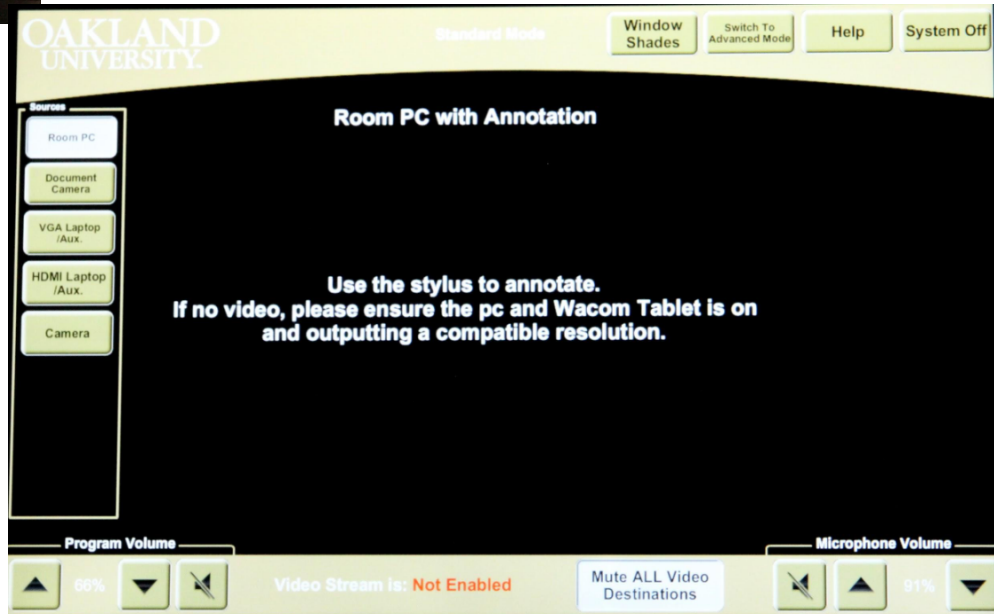 OAKLAND
UNIVERSITY.
Standard Mode
Window
Shades
Switch To
Advanced Mode
Help
System Off
Sources
Room PC
Document
Camera
VGA Laptop
/Aux.
HDMI Laptop
/Aux.
Camera
Room PC with Annotation
Use the stylus to annotate.
If no video, please ensure the pc and Wacom Tablet is on
and outputting a compatible resolution.
Program Volume
66%
Video Stream is: Not Enabled
Mute ALL Video
Destinations
Microphone Volume
91%